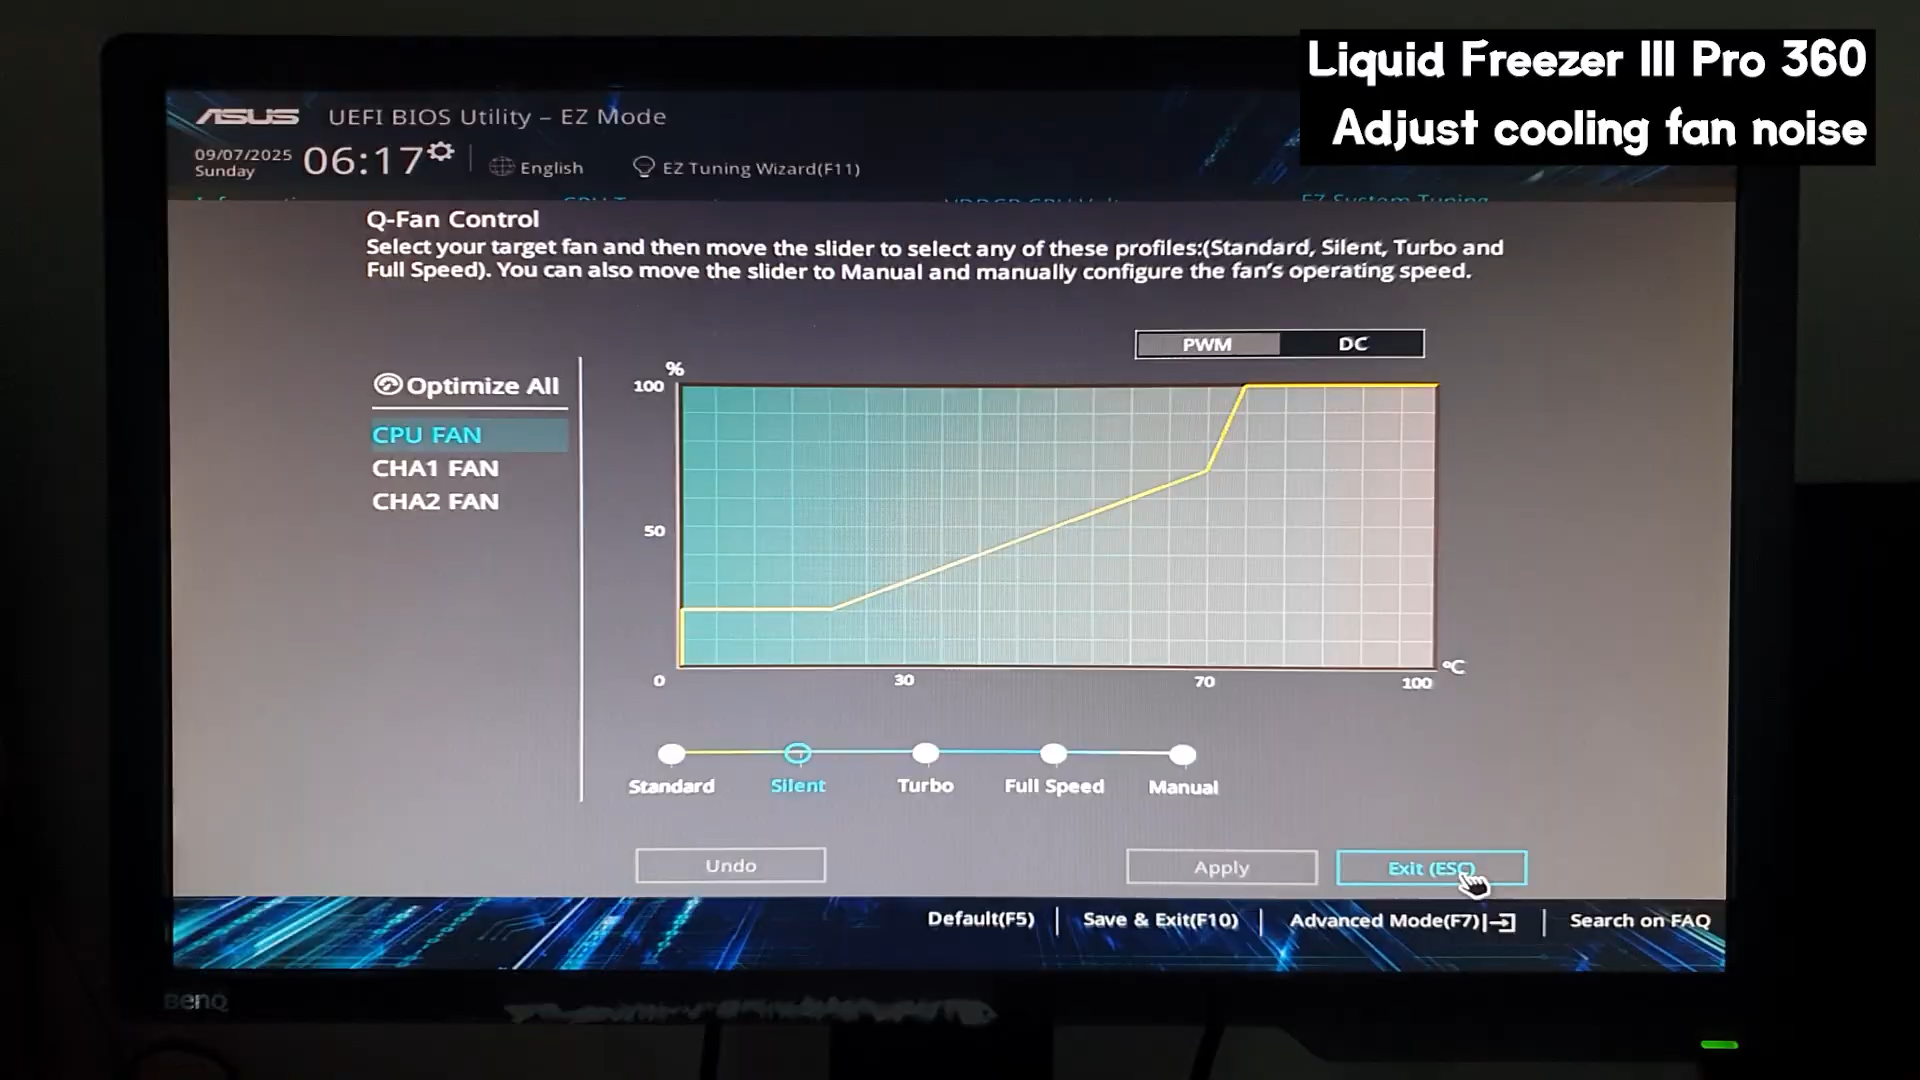 Liquid Freezer III Pro 360
Adjust cooling fan noise
ASUS UEFI BIOS Utility – EZ Mode
09/07/2025
Sunday
06:17
English
EZ Tuning Wizard(F11)
EZ System Tuning
Q-Fan Control
Select your target fan and then move the slider to select any of these profiles:(Standard, Silent, Turbo and
Full Speed). You can also move the slider to Manual and manually configure the fan's operating speed.
PWM DC
Optimize All
CPU FAN
CHA1 FAN
CHA2 FAN
%
100
50
0 30 70 100
°C
Standard Silent Turbo Full Speed Manual
Undo Apply Exit (ESC)
Default(F5) Save & Exit(F10) Advanced Mode(F7) Search on FAQ
BenQ